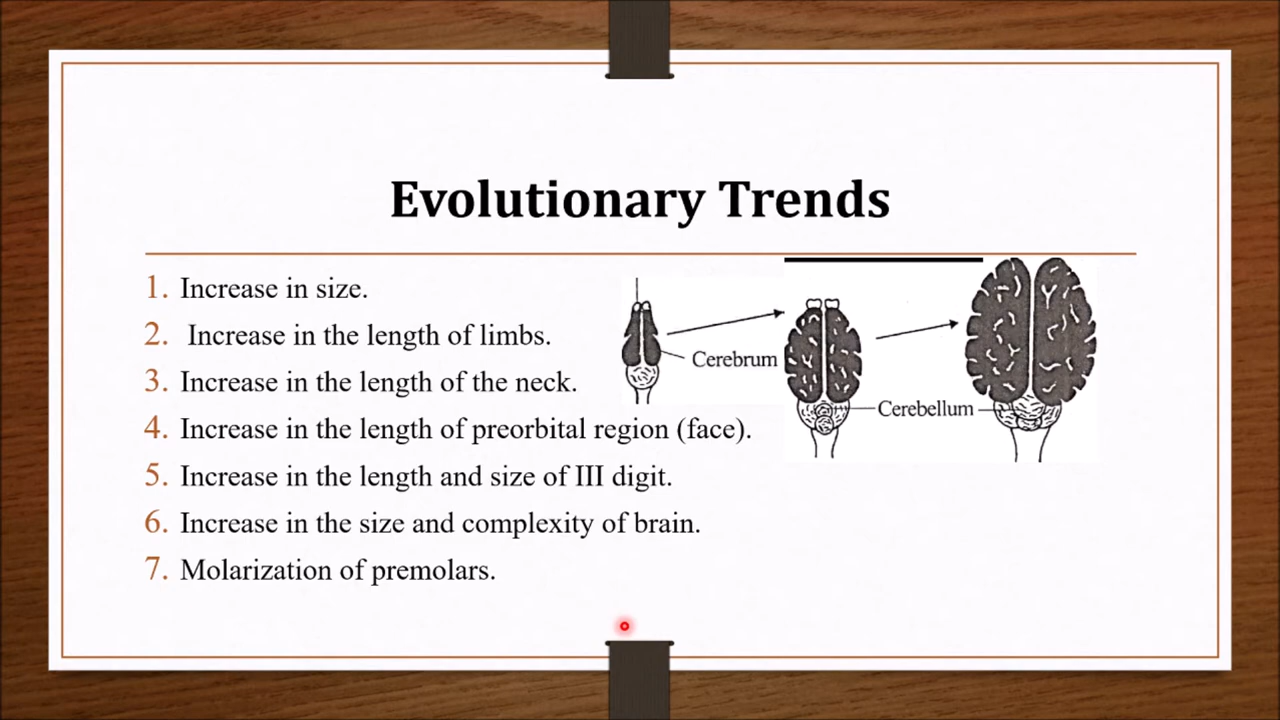 Evolutionary Trends
1. Increase in size.
2. Increase in the length of limbs.
3. Increase in the length of the neck.
4. Increase in the length of preorbital region (face).
5. Increase in the length and size of III digit.
6. Increase in the size and complexity of brain.
7. Molarization of premolars.
Cerebrum
Cerebellum